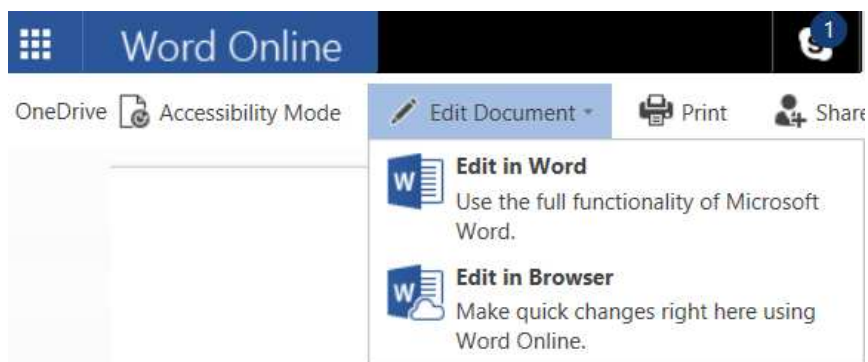 Word Online
1
OneDrive Accessibility Mode Edit Document Print Share
Edit in Word
Use the full functionality of Microsoft
Word.
Edit in Browser
Make quick changes right here using
Word Online.